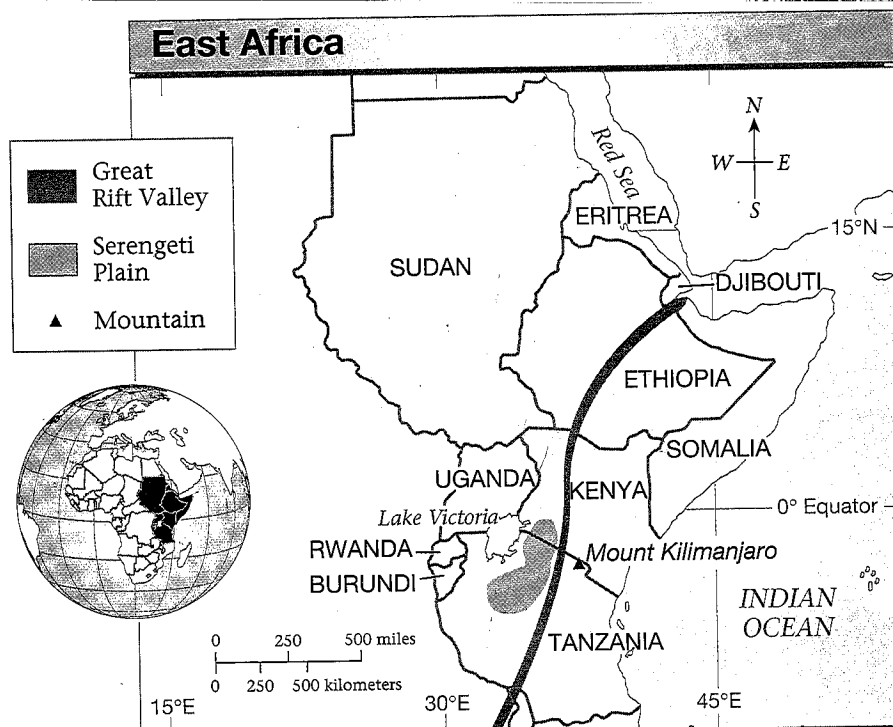 East Africa
Great
Rift Valley
Serengeti
Plain
Mountain
N
W E
S
Red Sea
ERITREA
15°N
SUDAN
DJIBOUTI
ETHIOPIA
SOMALIA
UGANDA
KENYA
0° Equator
Lake Victoria
RWANDA
Mount Kilimanjaro
BURUNDI
INDIAN
OCEAN
TANZANIA
0 250 500 miles
0 250 500 kilometers
15°E
30°E
45°E